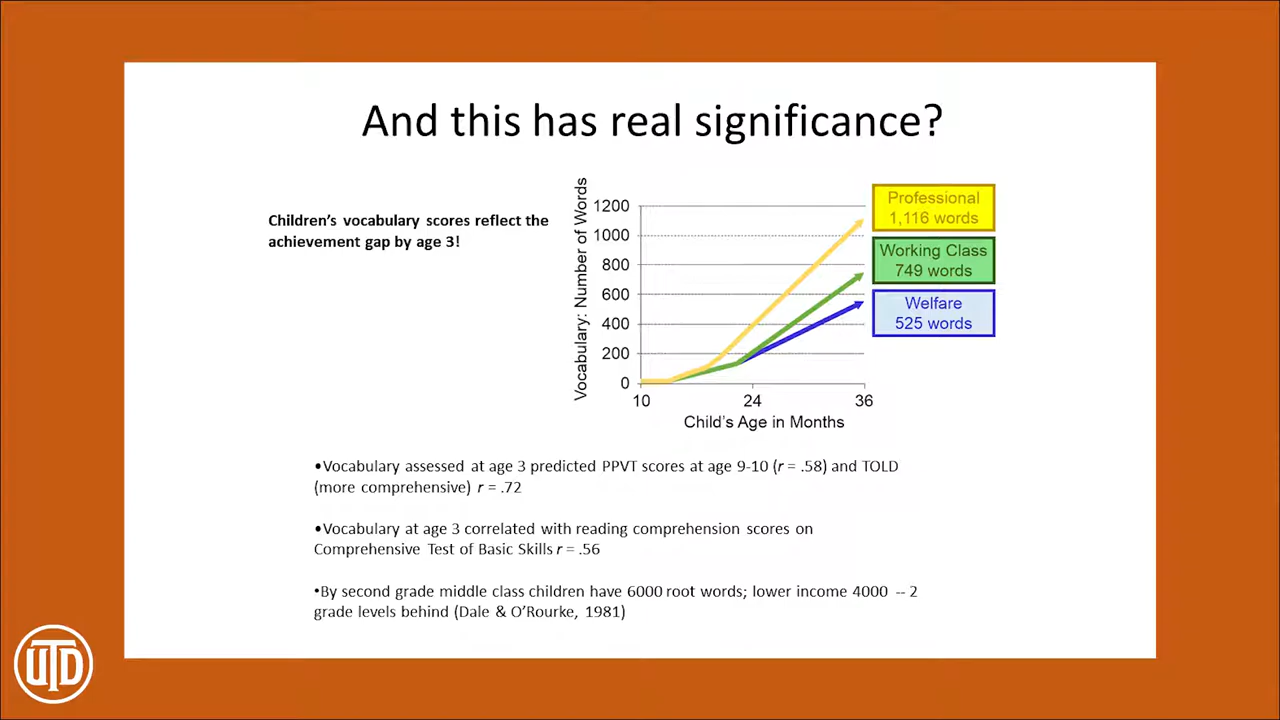 And this has real significance?
Children's vocabulary scores reflect the
achievement gap by age 3!
Vocabulary: Number of Words
1200
1000
800
600
400
200
0
10
24
36
Child's Age in Months
Professional
1,116 words
Working Class
749 words
Welfare
525 words
•Vocabulary assessed at age 3 predicted PPVT scores at age 9-10 (r = .58) and TOLD
(more comprehensive) r = .72
•Vocabulary at age 3 correlated with reading comprehension scores on
Comprehensive Test of Basic Skills r = .56
•By second grade middle class children have 6000 root words; lower income 4000 -- 2
grade levels behind (Dale & O'Rourke, 1981)
UTD